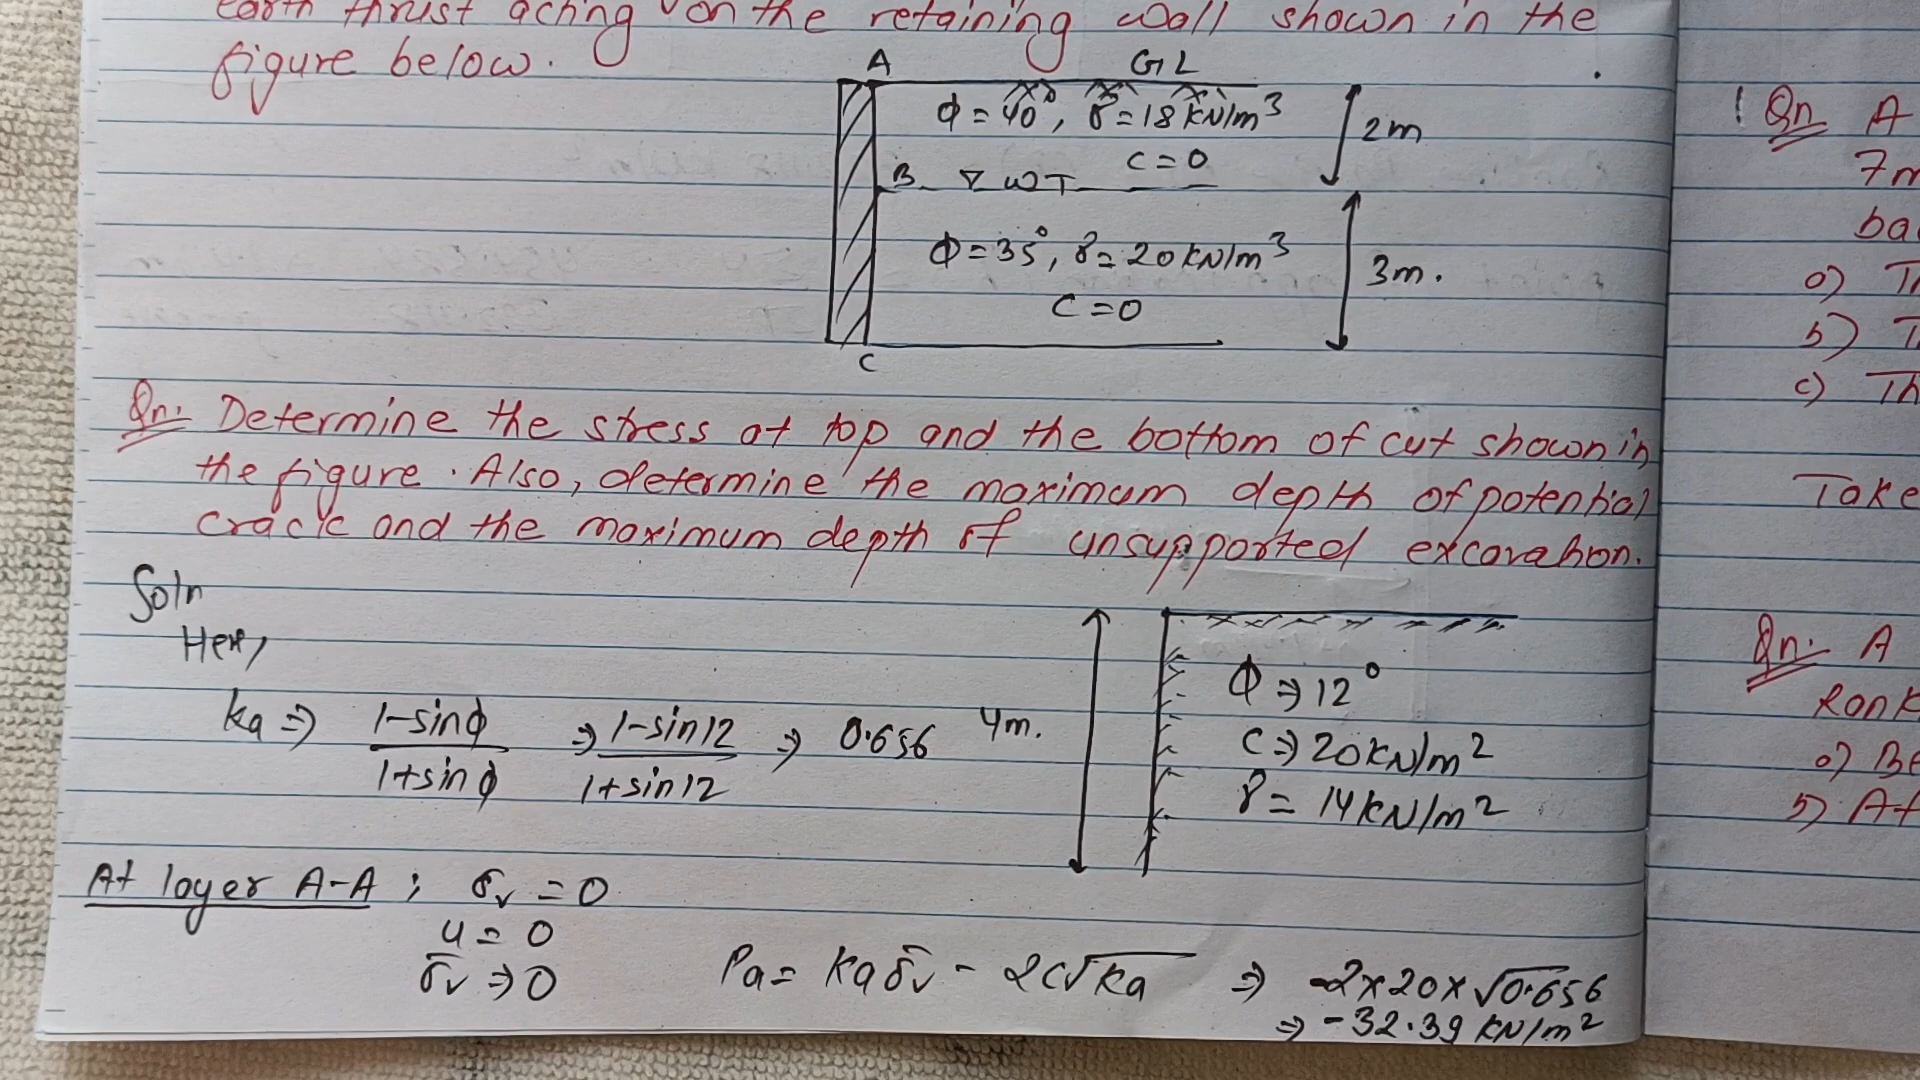 earth thrust acting on the retaining wall shown in the
figure below.
A GL
Φ = 40°, γ = 18 kN/m³
2m
C = 0
B ∇ WT
Φ = 35°, γ = 20 kN/m³
3m.
C = 0
C
Qn: Determine the stress at top and the bottom of cut shown in
the figure. Also, determine the maximum depth of potential
crack and the maximum depth of unsupported excavation.
Soln
Here,
Ka ⇒ 1-sinφ / 1+sinφ ⇒ 1-sin12 / 1+sin12 ⇒ 0.656
4m.
Φ ⇒ 12°
C ⇒ 20 kN/m²
γ = 14 kN/m²
At layer A-A ; σv = 0
u = 0
σ̄v ⇒ 0
Pa = Ka σ̄v - 2C√Ka ⇒ -2×20×√0.656
⇒ -32.39 kN/m²
Qn A
7m
a)
b)
c) Th
Take
Qn: A
a) Be
b) At